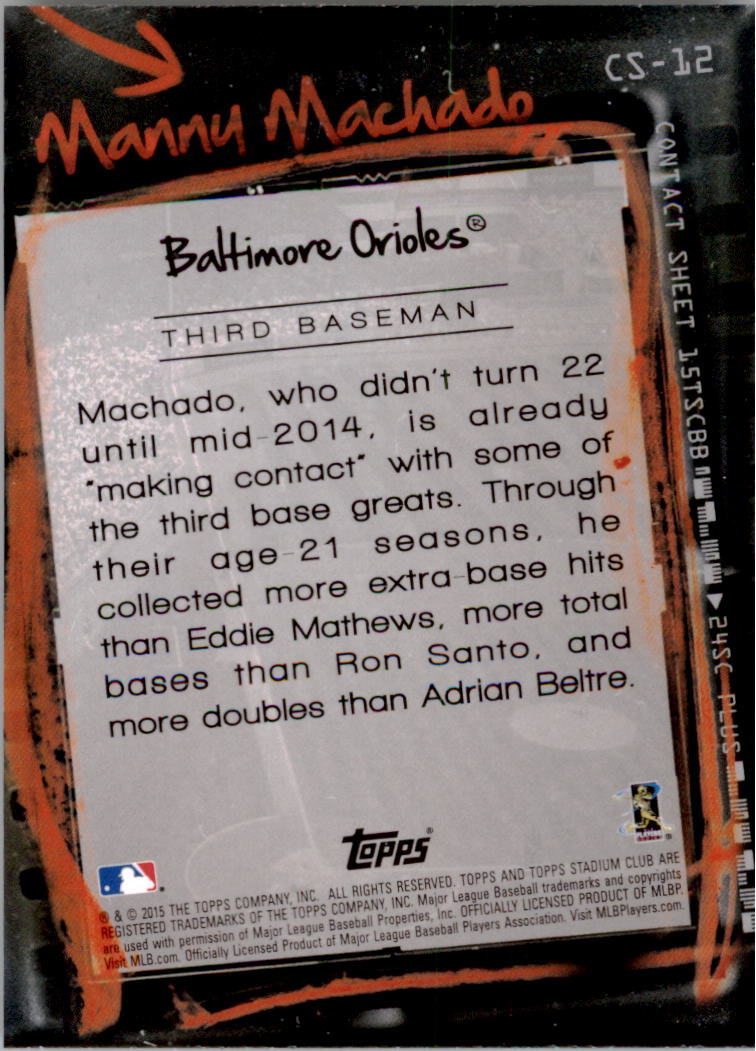 CS-12
Manny Machado
CONTACT SHEET 15TSCBB
24SC PLUS
Baltimore Orioles®
THIRD BASEMAN
Machado, who didn't turn 22
until mid-2014, is already
"making contact" with some of
the third base greats. Through
their age-21 seasons, he
collected more extra-base hits
than Eddie Mathews, more total
bases than Ron Santo, and
more doubles than Adrian Beltre.
Topps®
® & © 2015 THE TOPPS COMPANY, INC. ALL RIGHTS RESERVED. TOPPS AND TOPPS STADIUM CLUB ARE
REGISTERED TRADEMARKS OF THE TOPPS COMPANY, INC. Major League Baseball trademarks and copyrights
are used with permission of Major League Baseball Properties, Inc. OFFICIALLY LICENSED PRODUCT OF MLBP.
Visit MLB.com. Officially Licensed Product of Major League Baseball Players Association. Visit MLBPlayers.com.